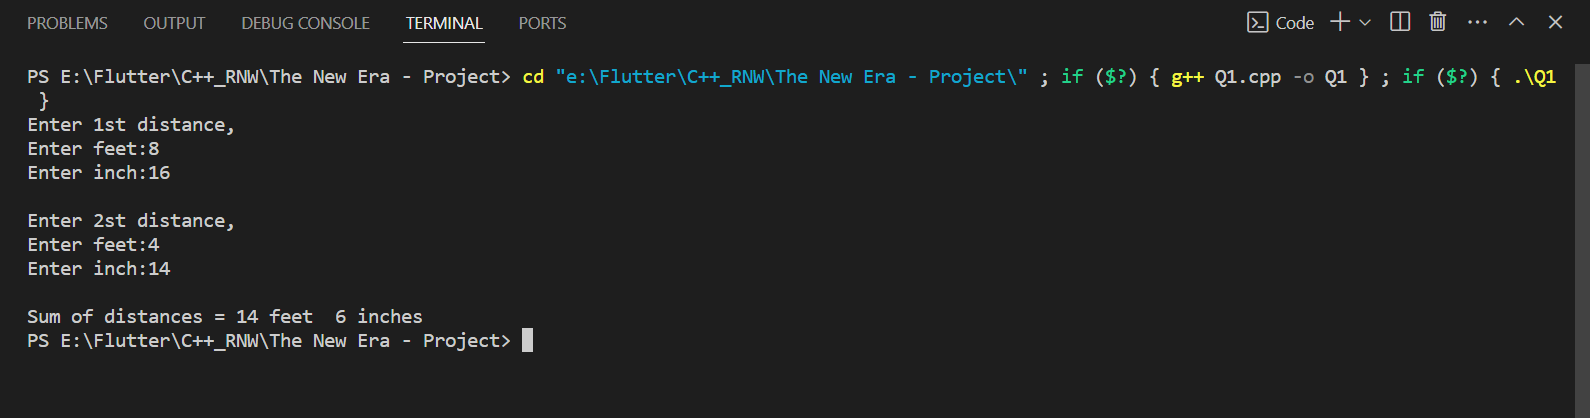 PROBLEMS OUTPUT DEBUG CONSOLE TERMINAL PORTS Code
PS E:\Flutter\C++_RNW\The New Era - Project> cd "e:\Flutter\C++_RNW\The New Era - Project\" ; if ($?) { g++ Q1.cpp -o Q1 } ; if ($?) { .\Q1
}
Enter 1st distance,
Enter feet:8
Enter inch:16
Enter 2st distance,
Enter feet:4
Enter inch:14
Sum of distances = 14 feet  6 inches
PS E:\Flutter\C++_RNW\The New Era - Project>